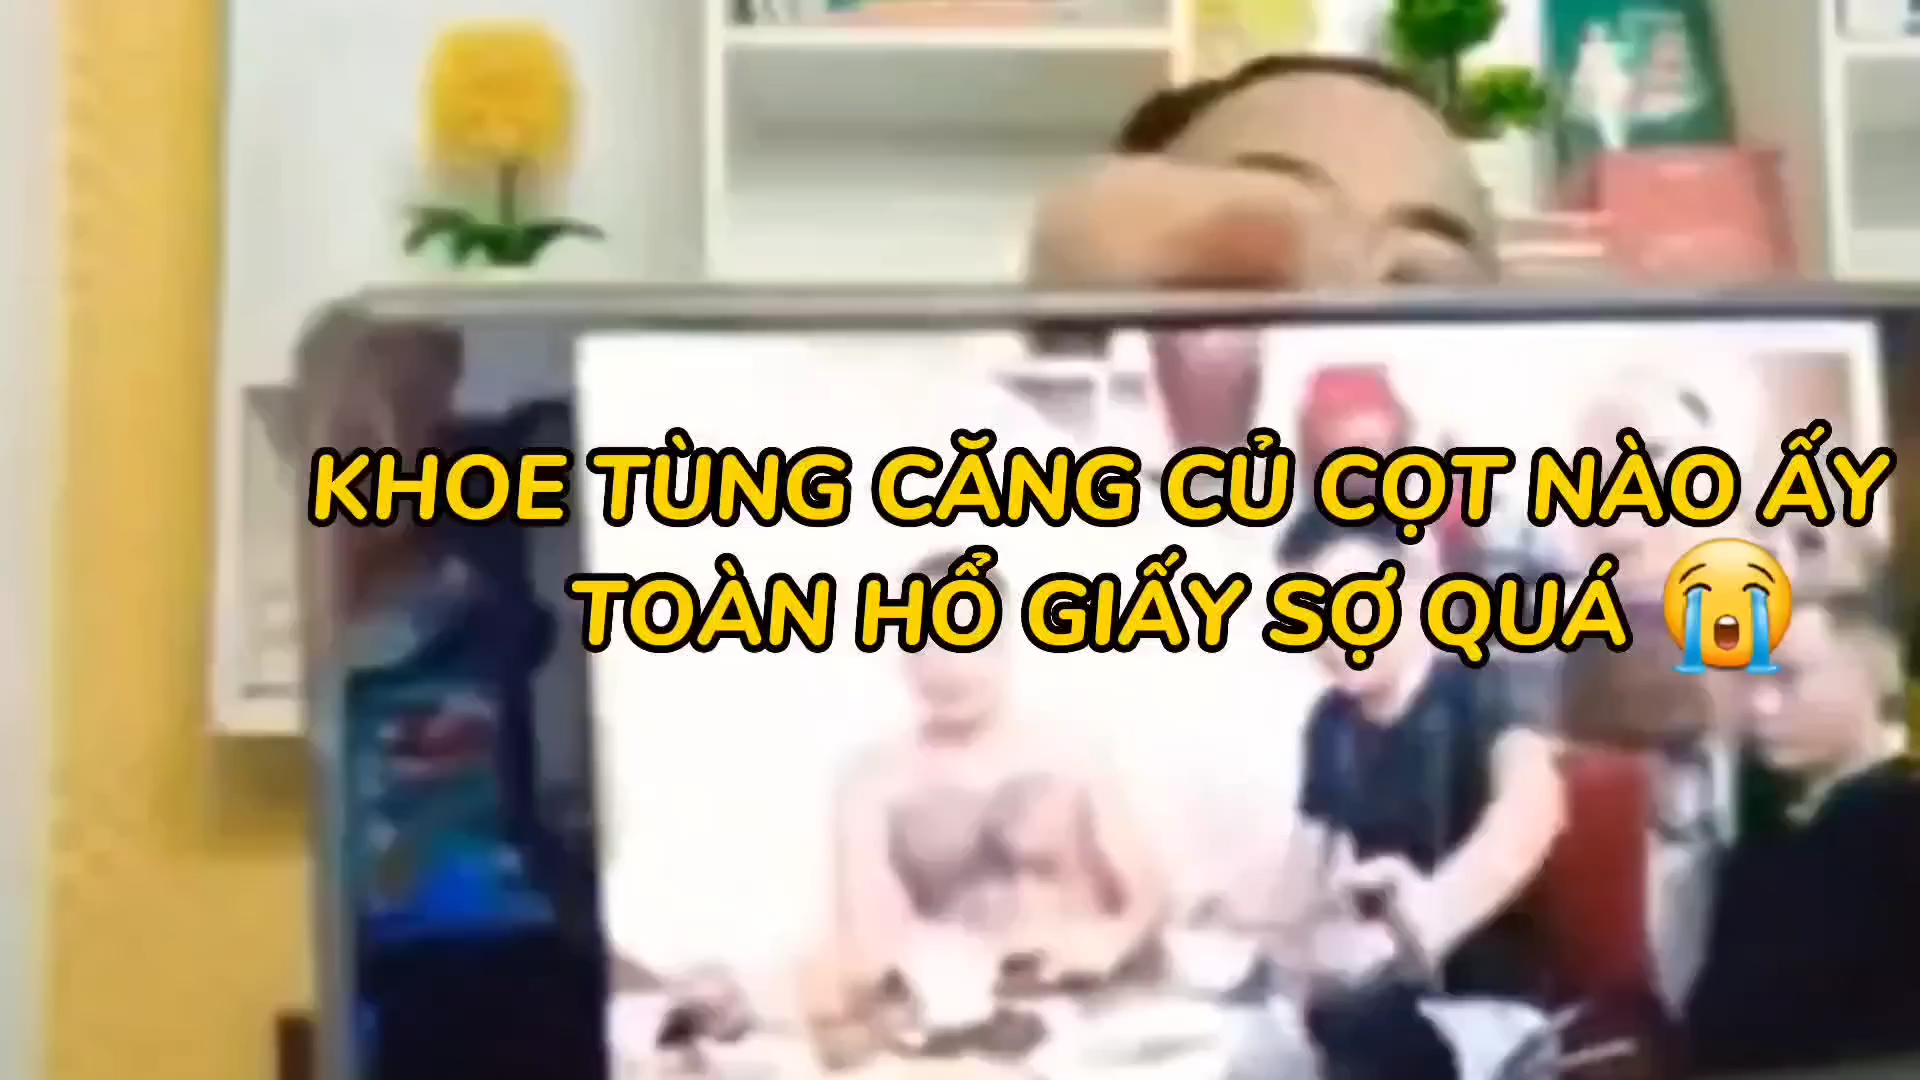 KHOE TÙNG CĂNG CỦ CỌT NÀO ẤY
TOÀN HỔ GIẤY SỢ QUÁ 😭